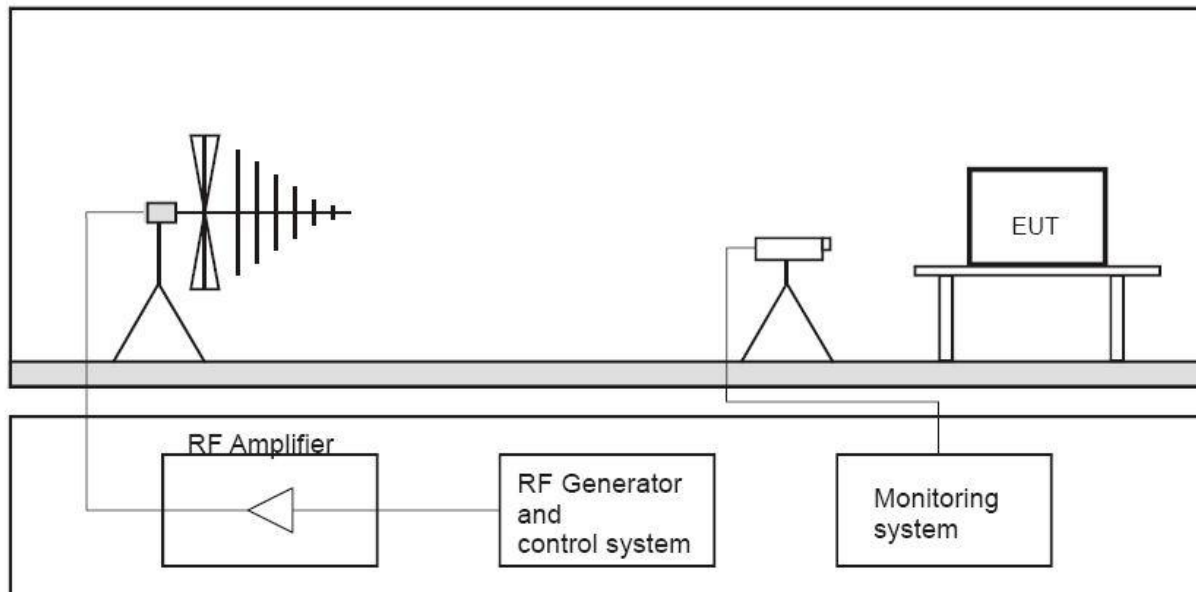 EUT
RF Amplifier
RF Generator
and
control system
Monitoring
system